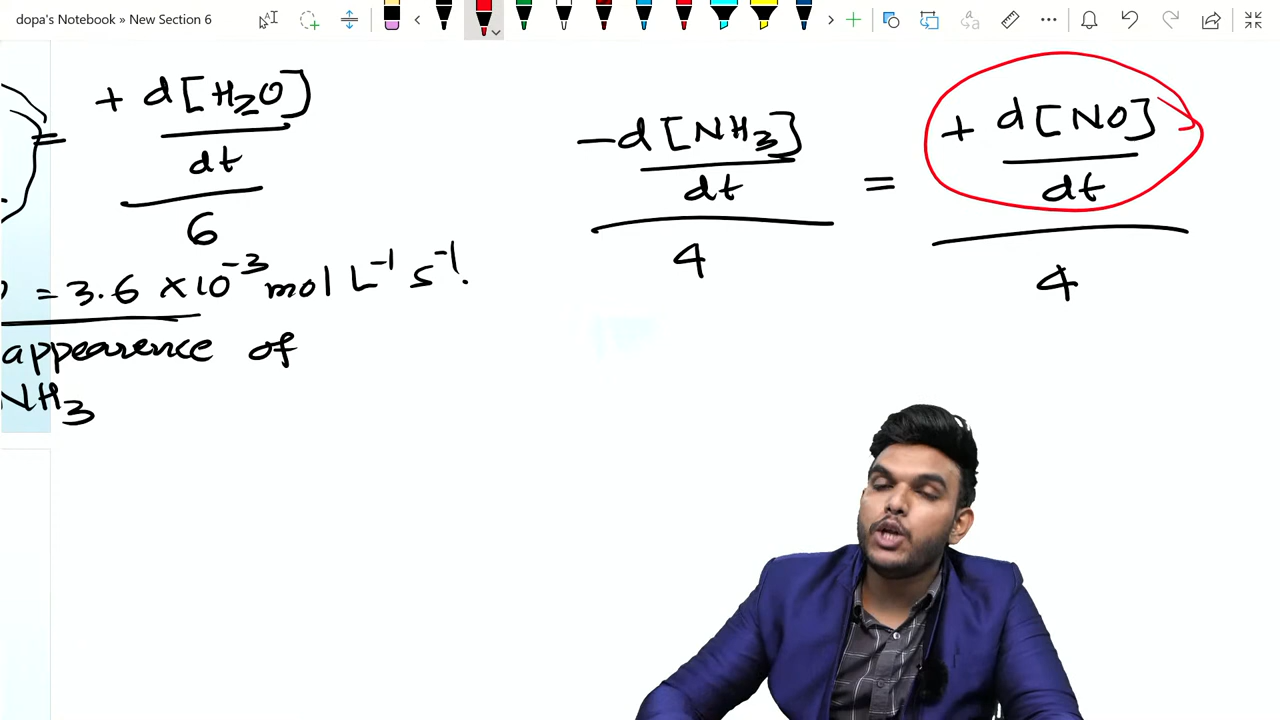 dopa's Notebook » New Section 6
= + d[H2O]
dt
6
= 3.6 × 10⁻³ mol L⁻¹ s⁻¹.
appearence of
NH3
-d[NH3]
dt
4
=
+ d[NO]
dt
4